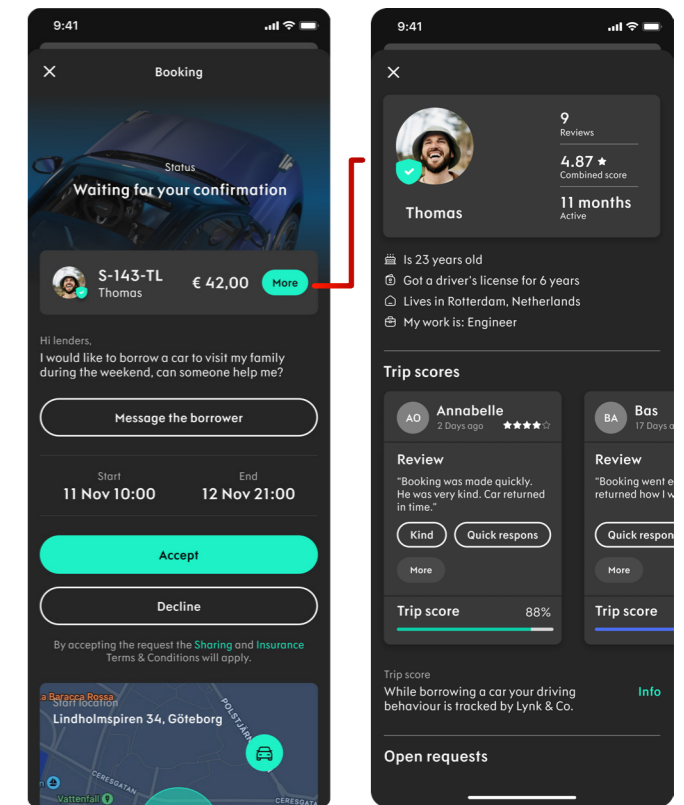 9:41
Booking
Status
Waiting for your confirmation
S-143-TL
Thomas
€ 42,00
More
Hi lenders,
I would like to borrow a car to visit my family
during the weekend, can someone help me?
Message the borrower
Start
11 Nov 10:00
End
12 Nov 21:00
Accept
Decline
By accepting the request the Sharing and Insurance
Terms & Conditions will apply.
a Baracca Rossa
Start location
Lindholmspiren 34, Göteborg
POLSTJÄR
CERESGATAN
Vattenfall
CERESGATA
9:41
Thomas
9
Reviews
4.87 ★
Combined score
11 months
Active
Is 23 years old
Got a driver's license for 6 years
Lives in Rotterdam, Netherlands
My work is: Engineer
Trip scores
AO
Annabelle
2 Days ago
★★★★☆
Review
"Booking was made quickly.
He was very kind. Car returned
in time."
Kind
Quick respons
More
Trip score
88%
BA
Bas
17 Days a
Review
"Booking went e
returned how I w
Quick respon
More
Trip score
Trip score
While borrowing a car your driving
behaviour is tracked by Lynk & Co.
Info
Open requests